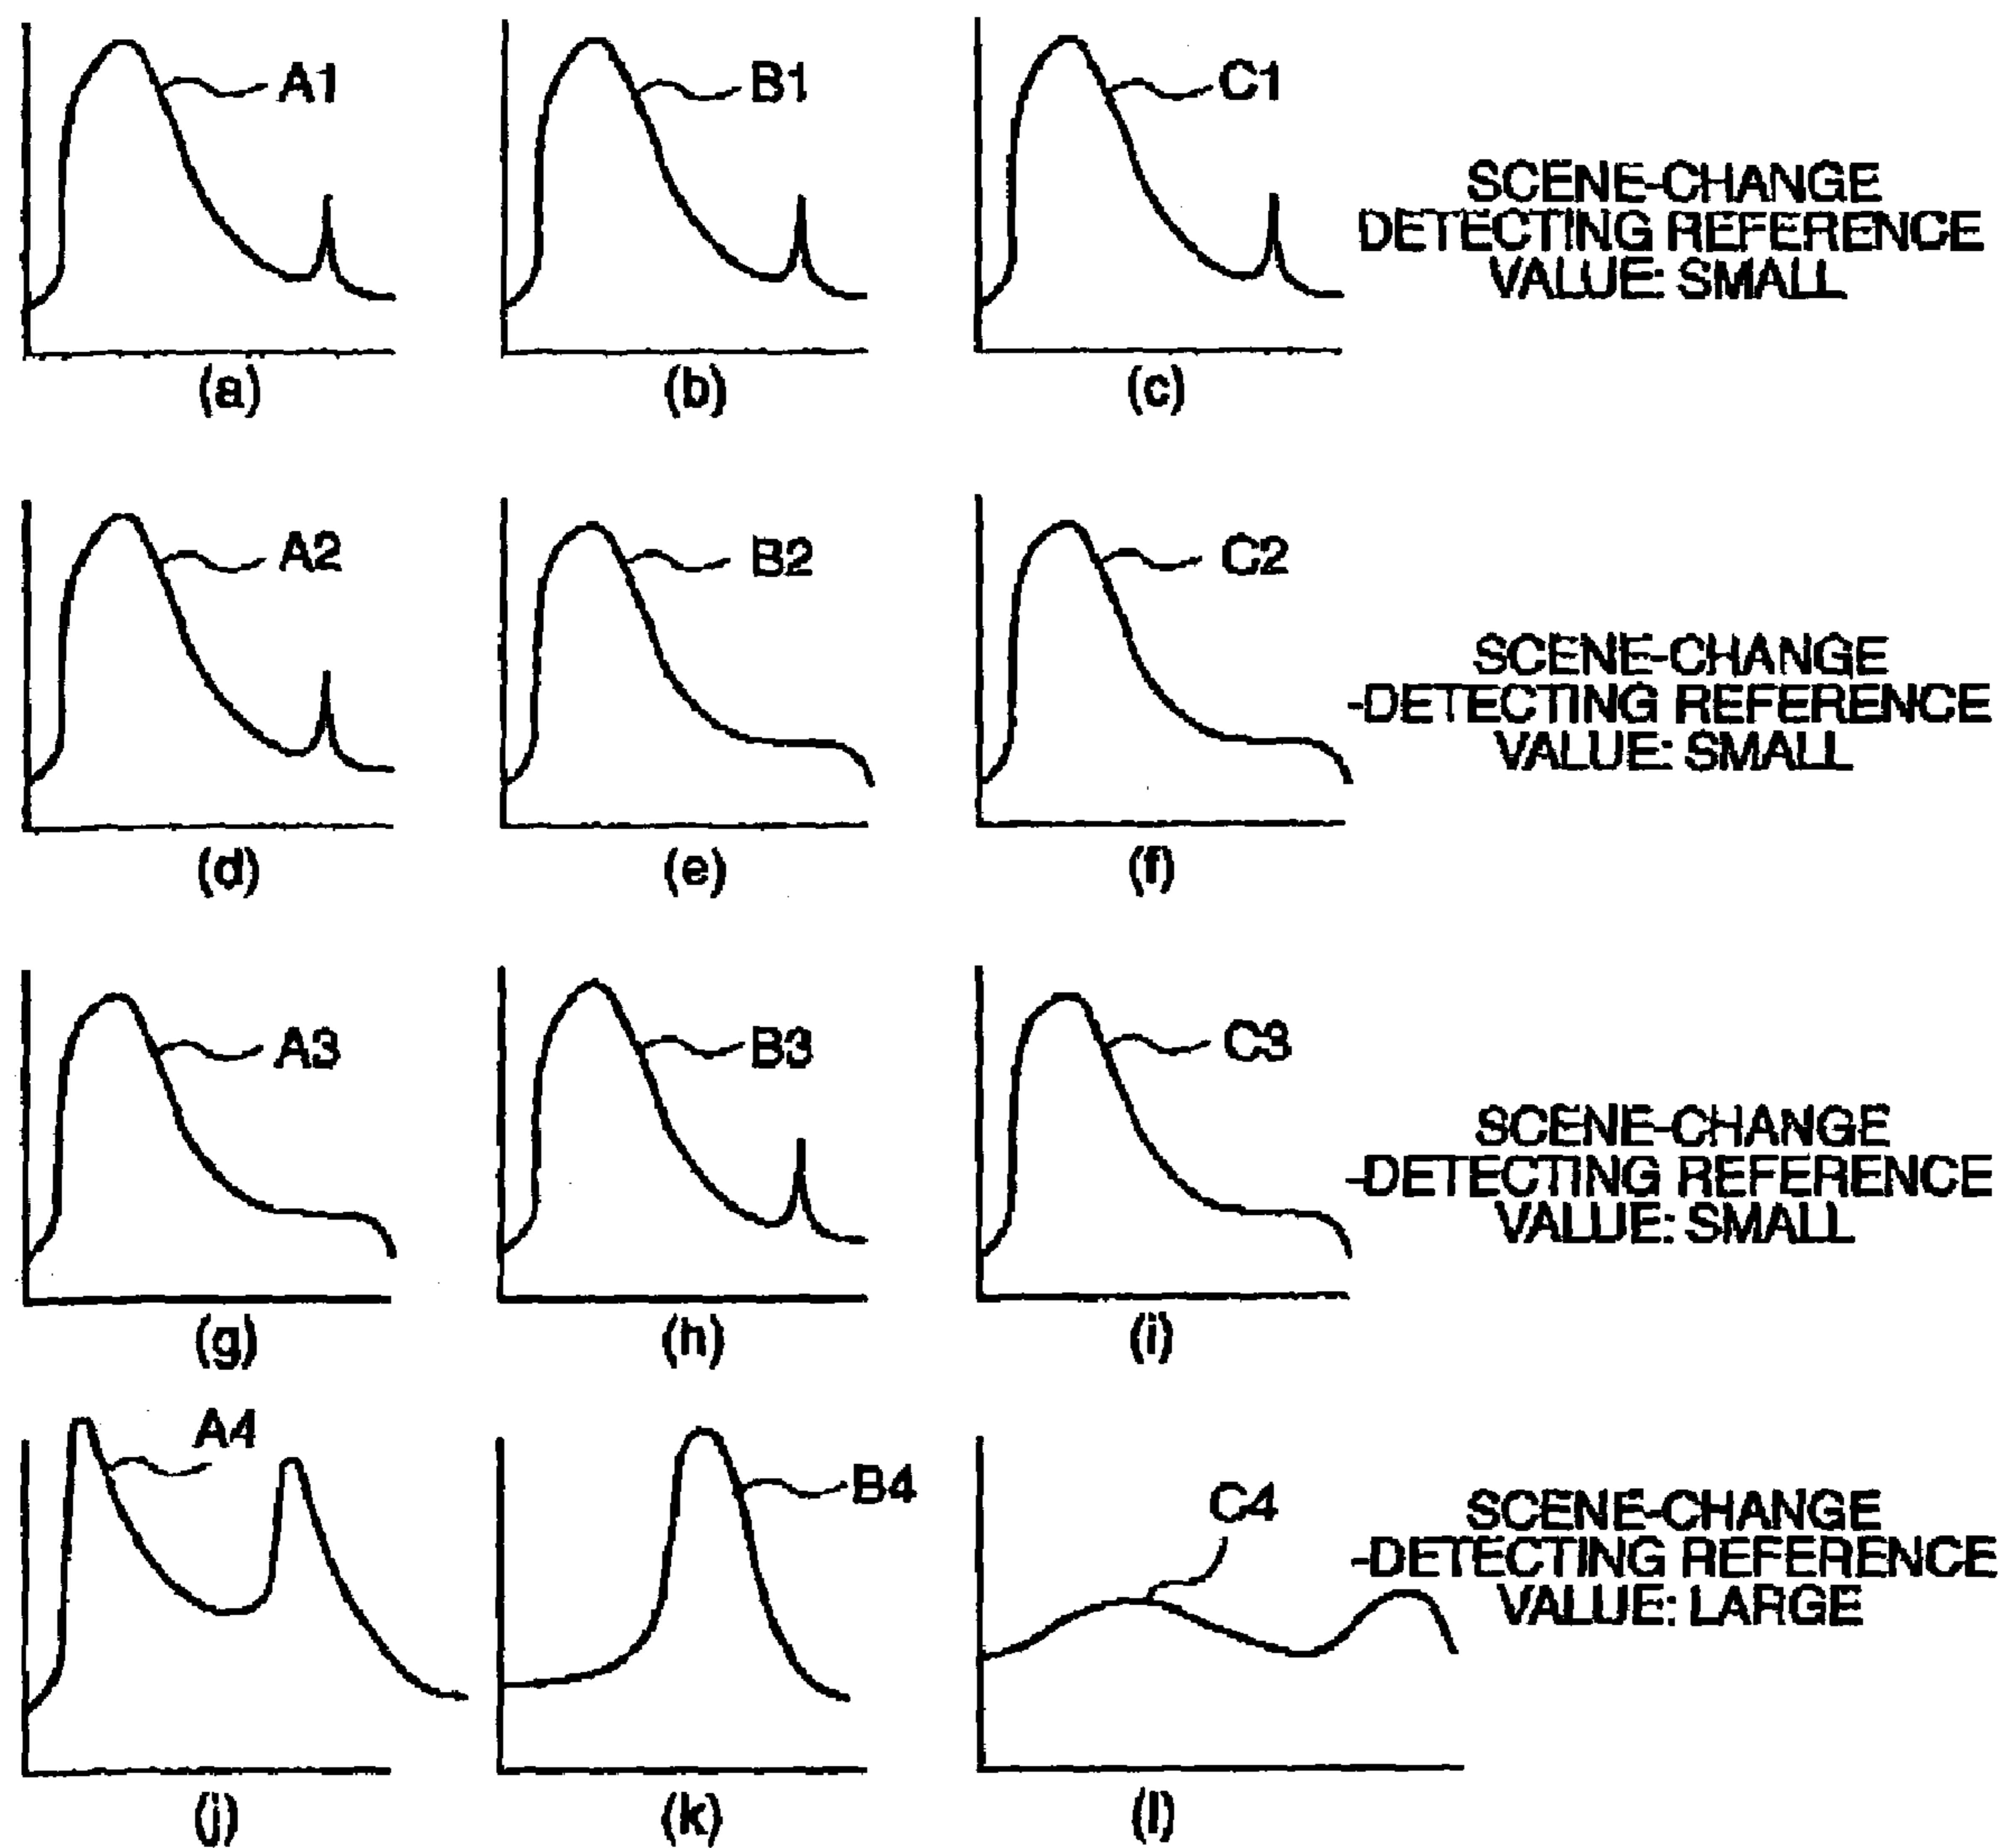 A1
B1
C1
SCENE-CHANGE
DETECTING REFERENCE
VALUE: SMALL
(a)
(b)
(c)
A2
B2
C2
SCENE-CHANGE
-DETECTING REFERENCE
VALUE: SMALL
(d)
(e)
(f)
A3
B3
C3
SCENE-CHANGE
-DETECTING REFERENCE
VALUE: SMALL
(g)
(h)
(i)
A4
B4
C4
SCENE-CHANGE
-DETECTING REFERENCE
VALUE: LARGE
(j)
(k)
(l)